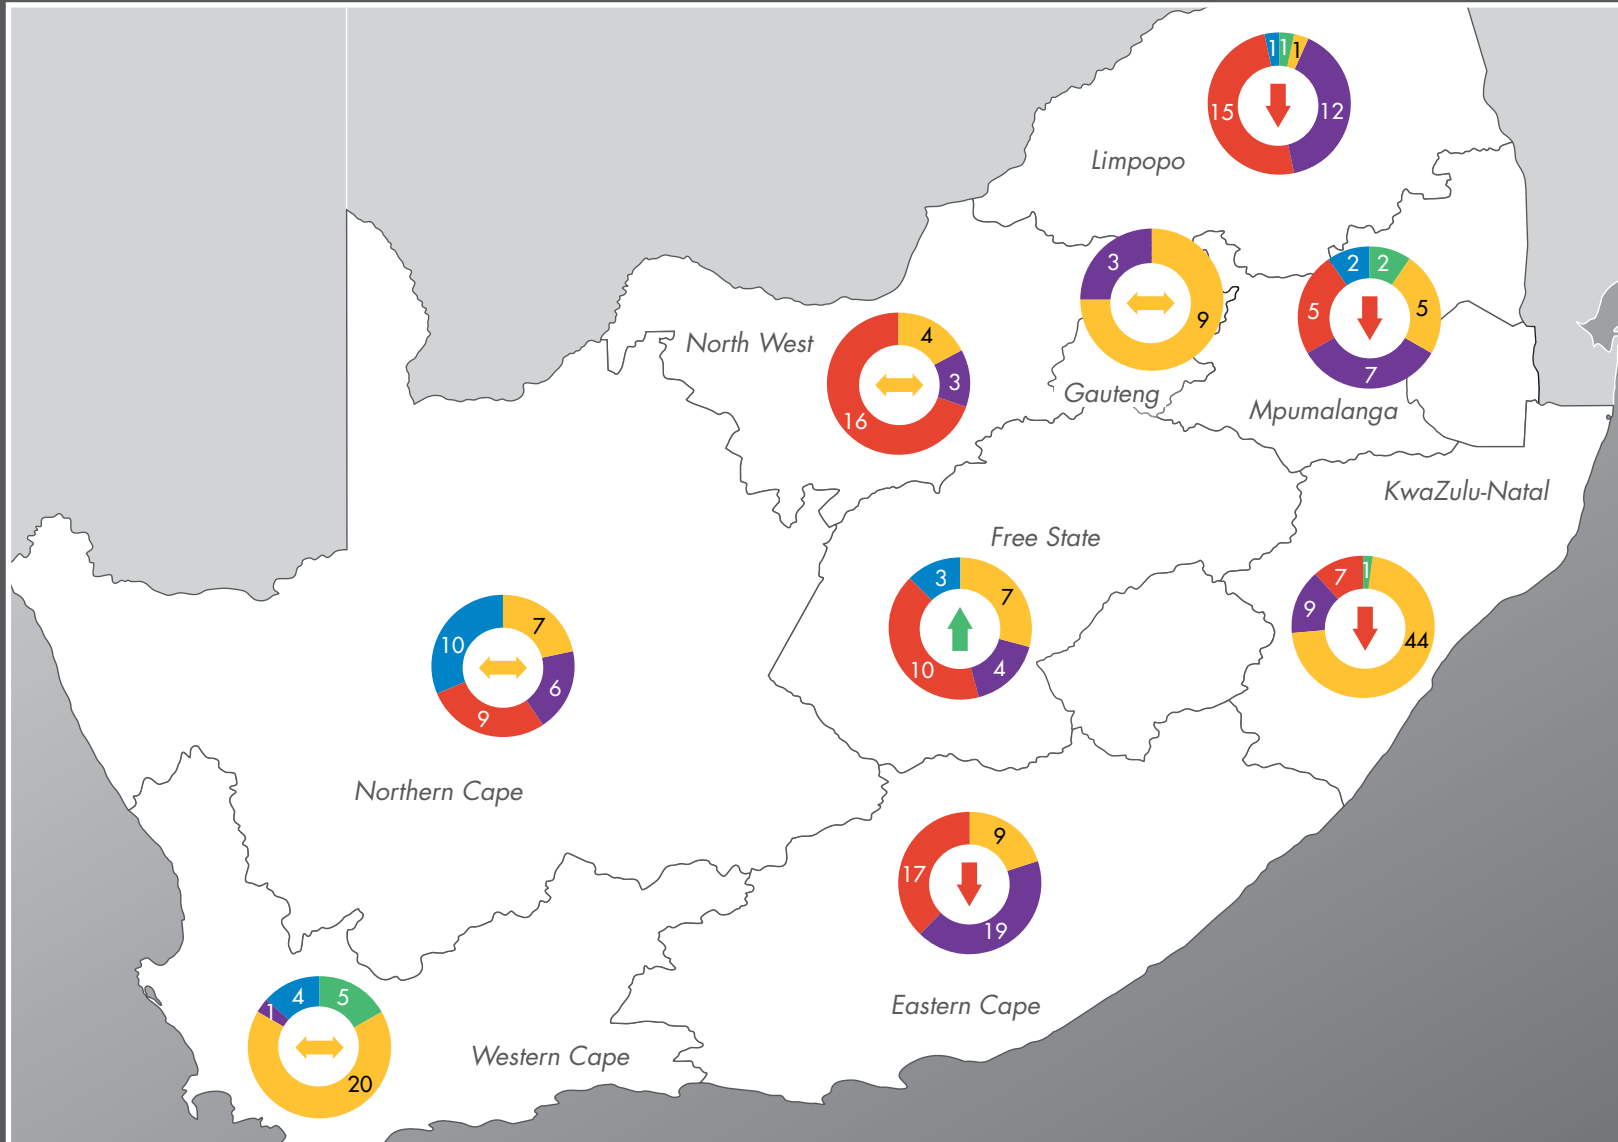 1 1 1
15 12
Limpopo
3
9
Gauteng
2 2
5 5
7
Mpumalanga
North West
4
3
16
KwaZulu-Natal
Free State
3 7
10 4
7 1
9
44
10 7
6
9
Northern Cape
9
17
19
Eastern Cape
4 5
1
20
Western Cape